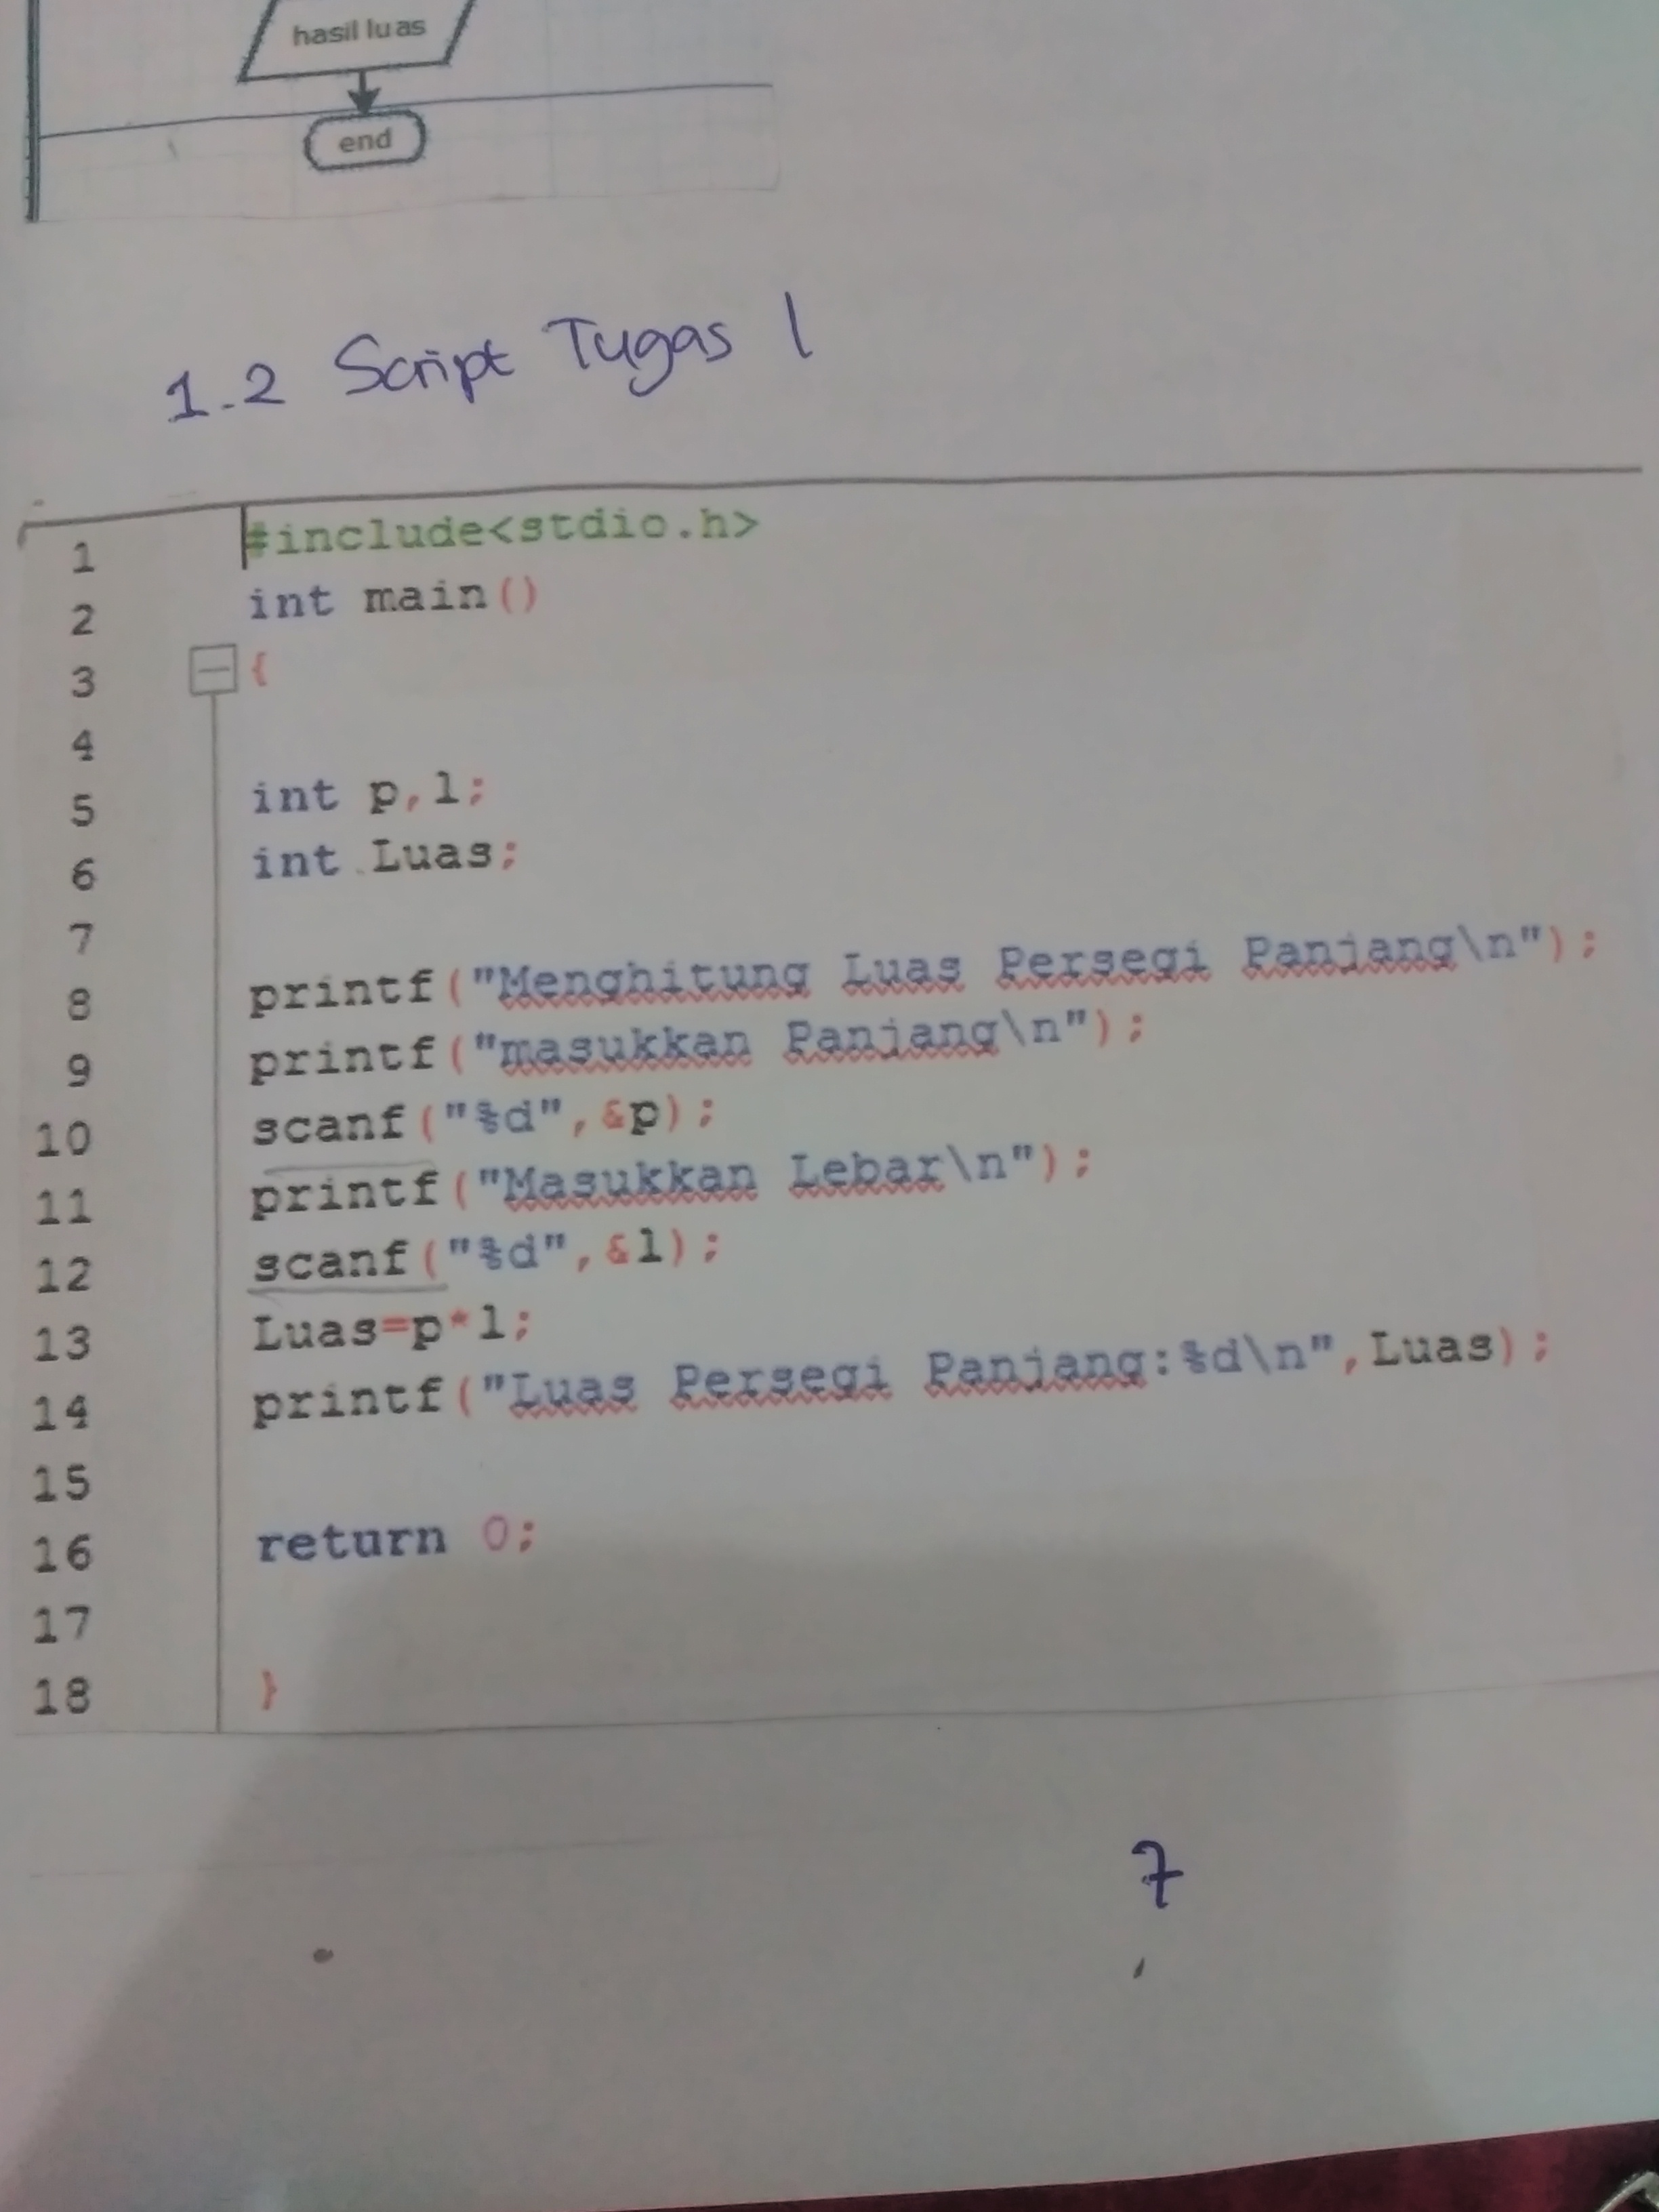 hasil luas
end
1.2 Script Tugas 1
1 #include<stdio.h>
2 int main()
3 {
4
5 int p,l;
6 int Luas;
7
8 printf("Menghitung Luas Persegi Panjang\n");
9 printf("masukkan Panjang\n");
10 scanf("%d",&p);
11 printf("Masukkan Lebar\n");
12 scanf("%d",&l);
13 Luas=p*l;
14 printf("Luas Persegi Panjang:%d\n",Luas);
15
16 return 0;
17
18 }
7